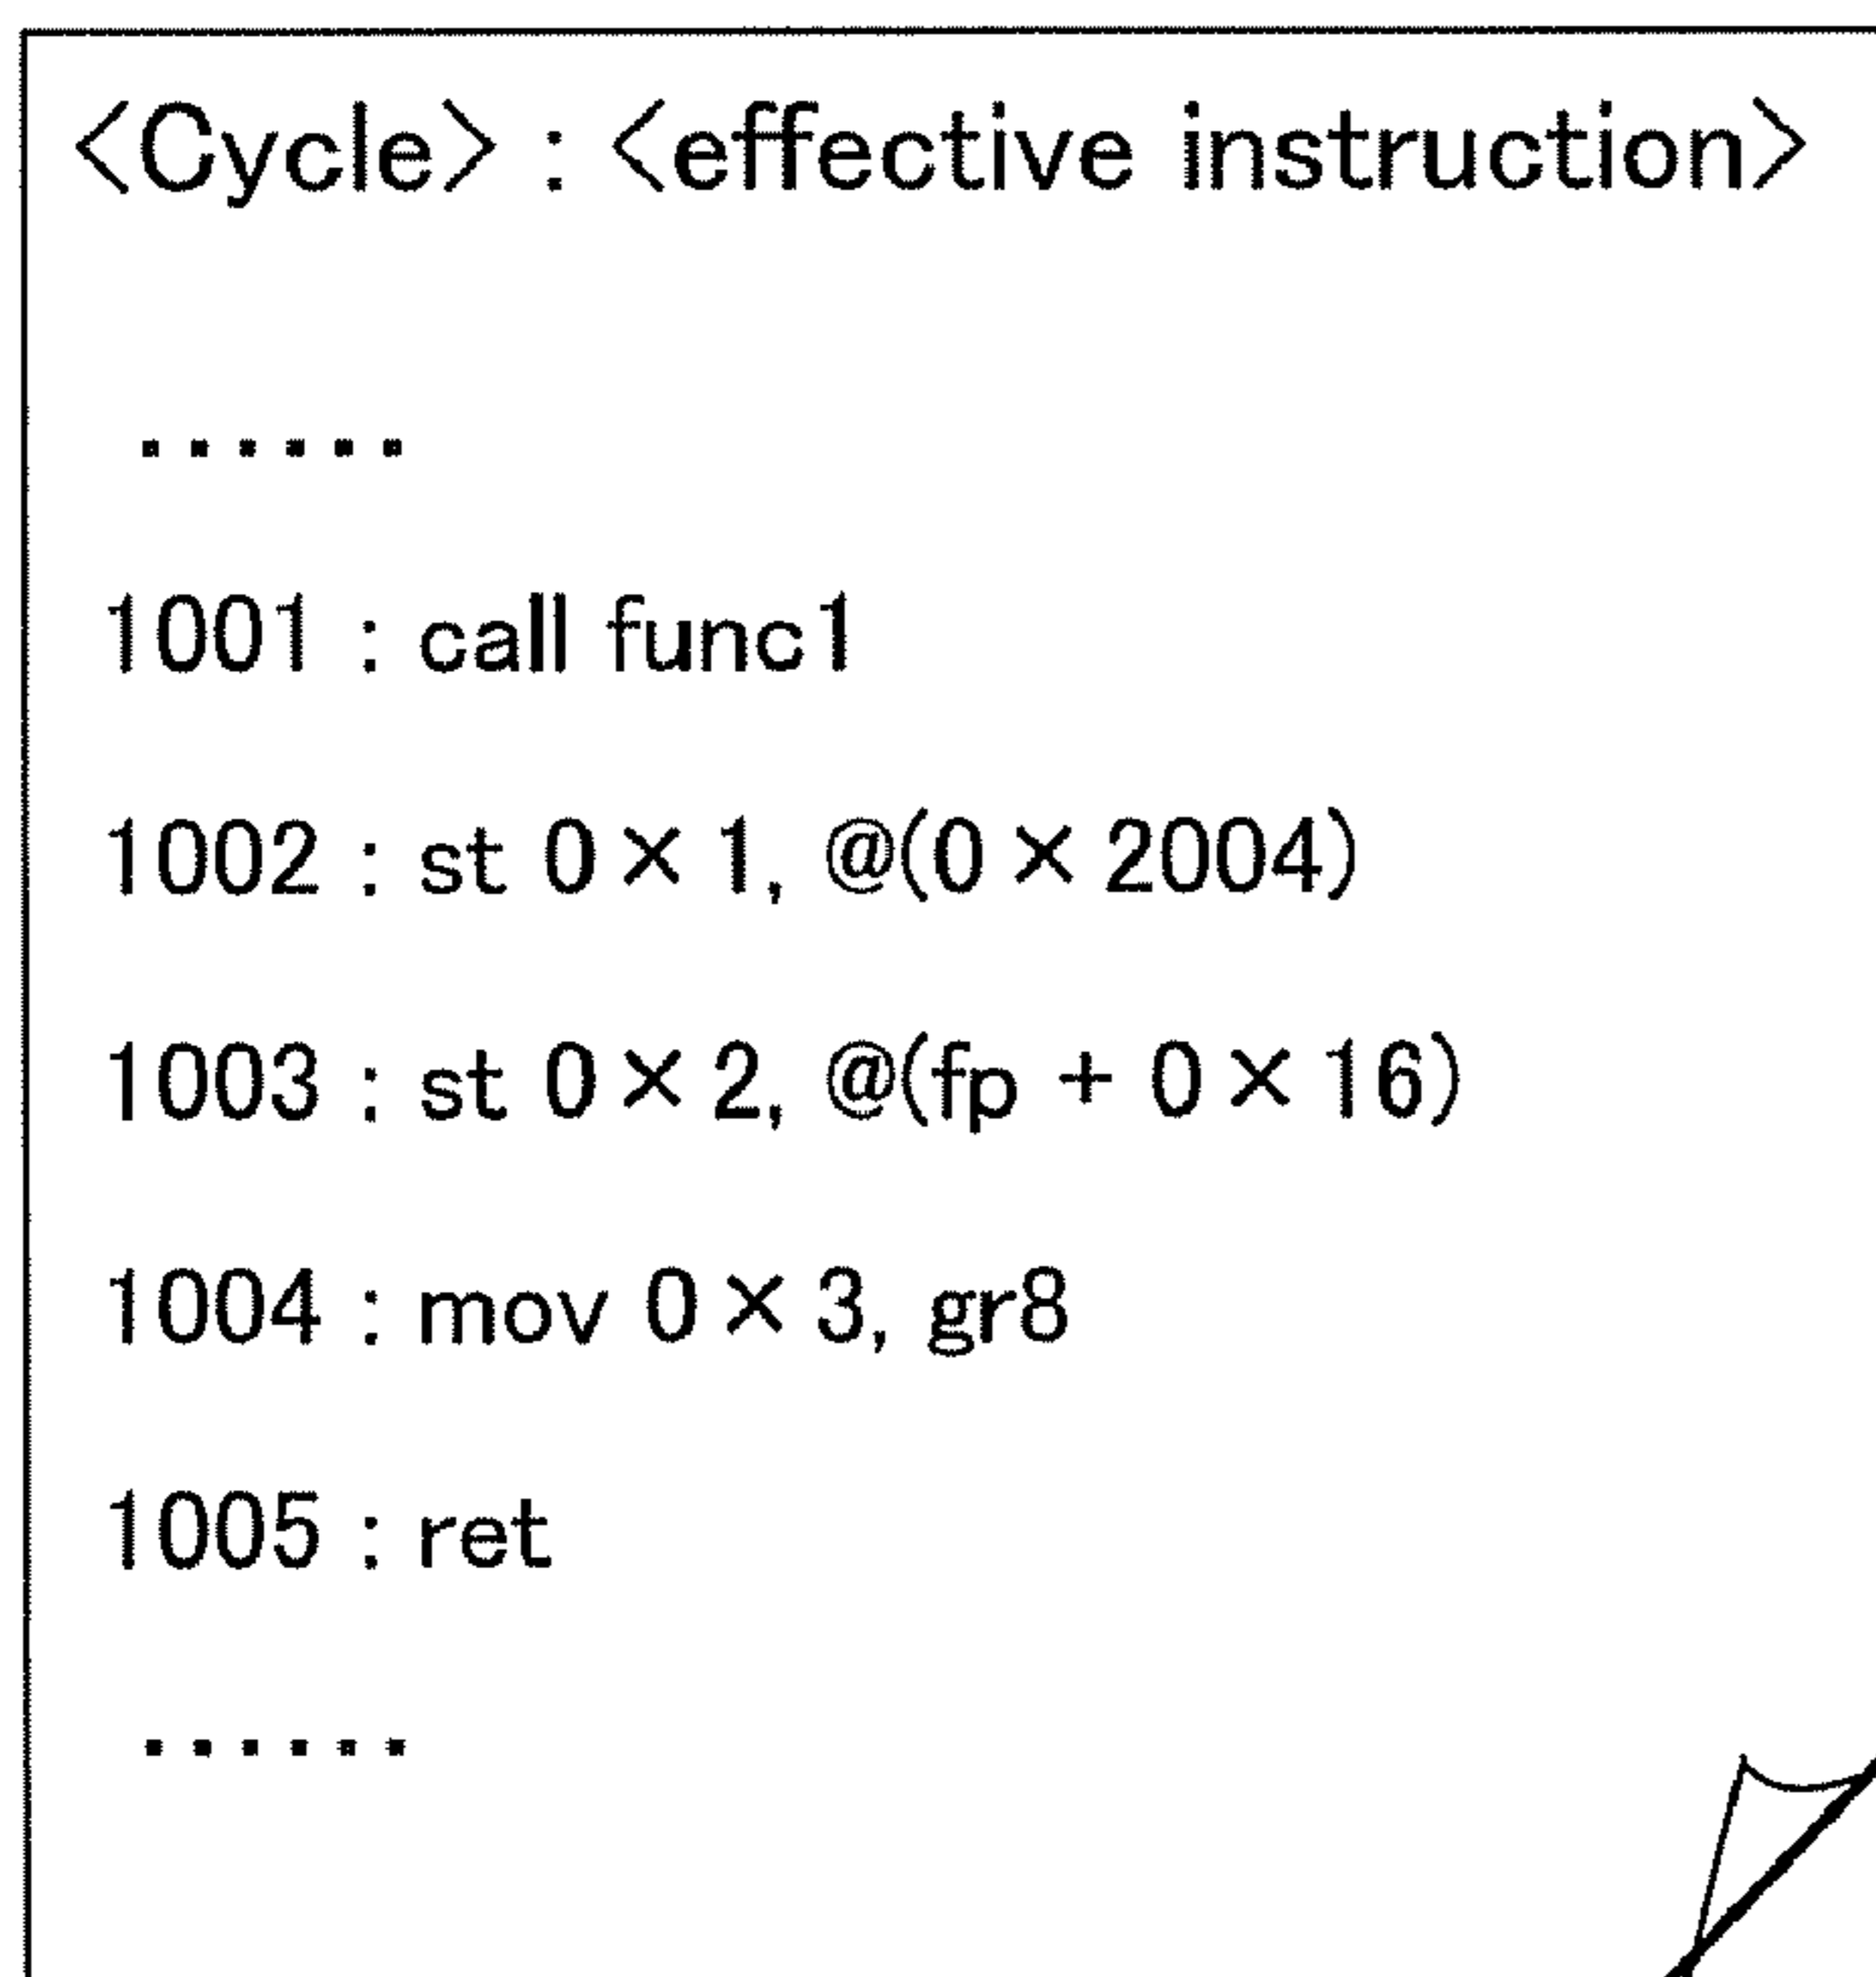 <Cycle> : <effective instruction>
......
1001 : call func1
1002 : st 0×1, @(0×2004)
1003 : st 0×2, @(fp + 0×16)
1004 : mov 0×3, gr8
1005 : ret
......